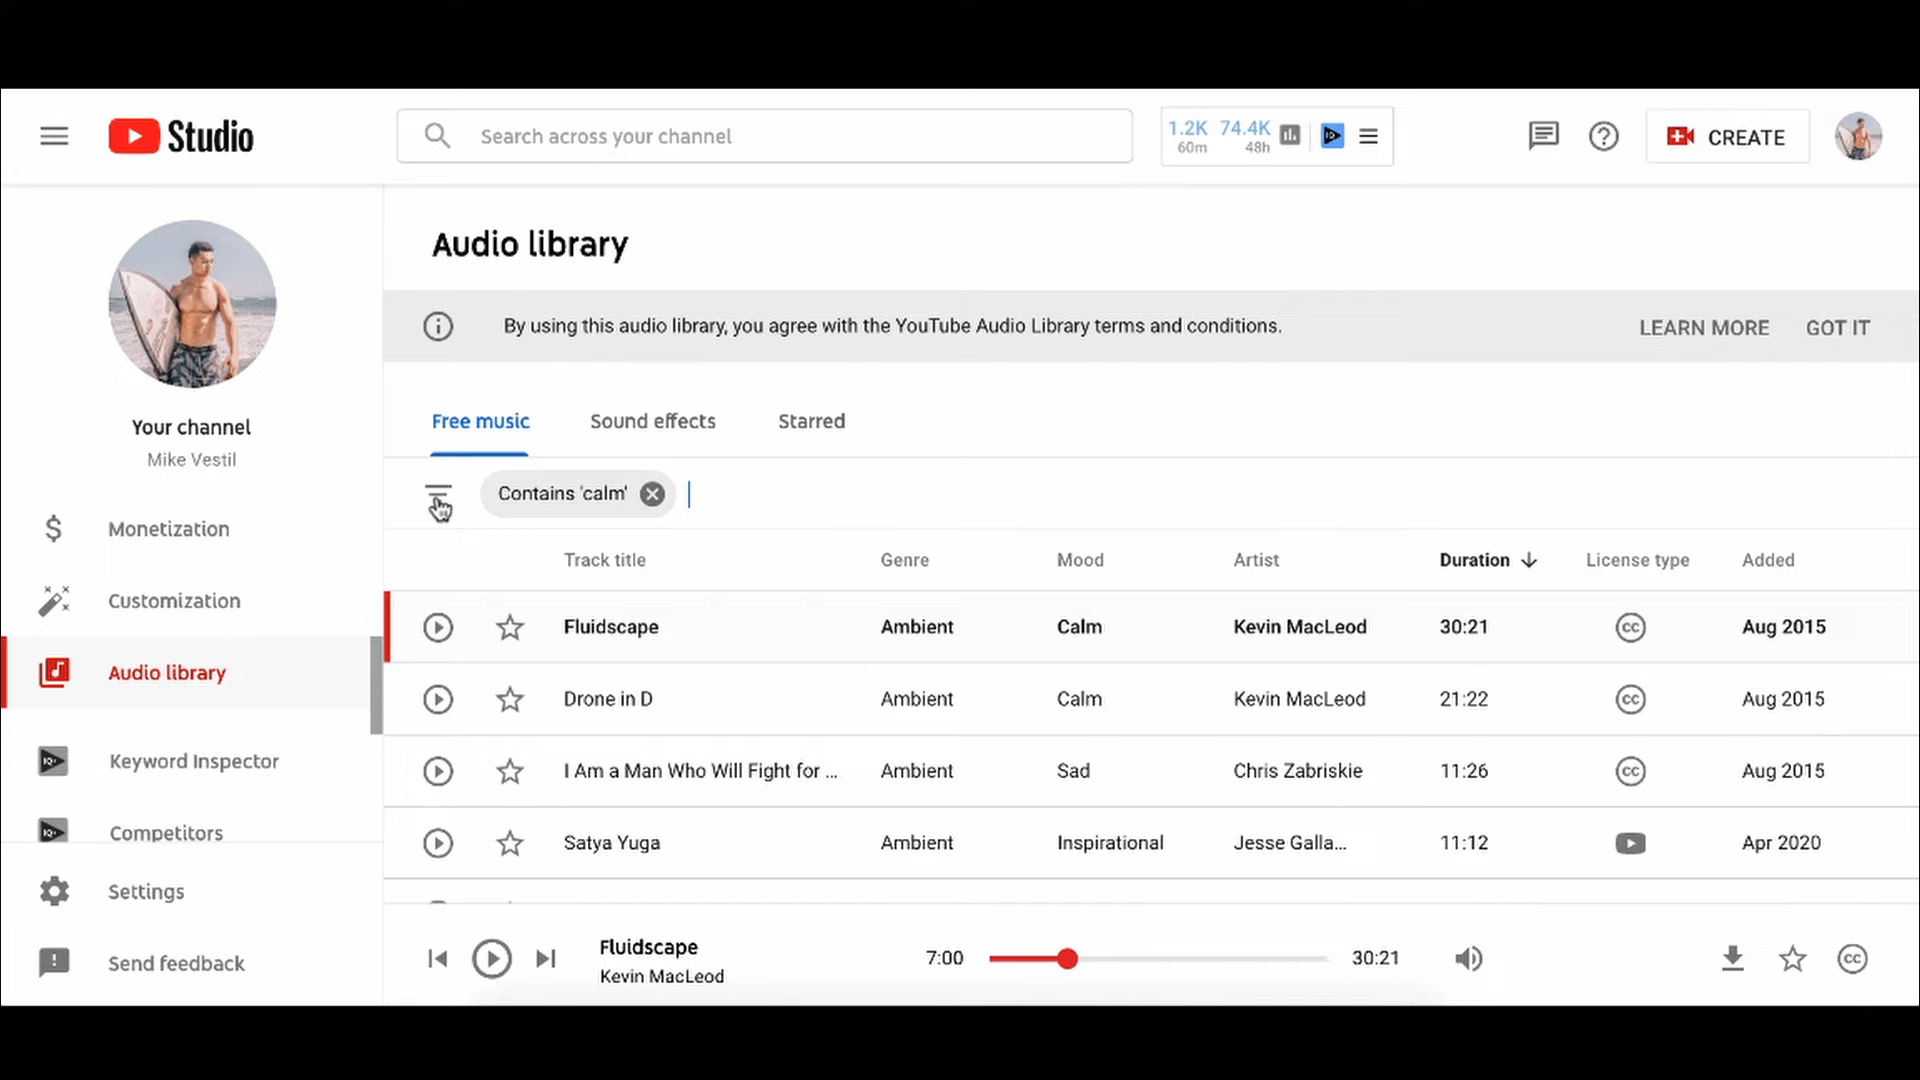 Studio
Search across your channel
1.2K 74.4K
60m 48h
CREATE
Audio library
By using this audio library, you agree with the YouTube Audio Library terms and conditions.
LEARN MORE GOT IT
Your channel
Mike Vestil
Monetization
Customization
Audio library
Keyword Inspector
Competitors
Settings
Send feedback
Free music Sound effects Starred
Contains 'calm'
Track title Genre Mood Artist Duration License type Added
Fluidscape Ambient Calm Kevin MacLeod 30:21 cc Aug 2015
Drone in D Ambient Calm Kevin MacLeod 21:22 cc Aug 2015
I Am a Man Who Will Fight for ... Ambient Sad Chris Zabriskie 11:26 cc Aug 2015
Satya Yuga Ambient Inspirational Jesse Galla... 11:12 Apr 2020
Fluidscape
Kevin MacLeod
7:00 30:21 cc